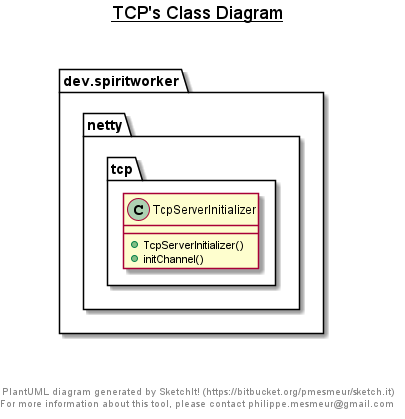 TCP's Class Diagram
dev.spiritworker
netty
tcp
C TcpServerInitializer
TcpServerInitializer()
initChannel()
PlantUML diagram generated by SketchIt! (https://bitbucket.org/pmesmeur/sketch.it)
For more information about this tool, please contact philippe.mesmeur@gmail.com